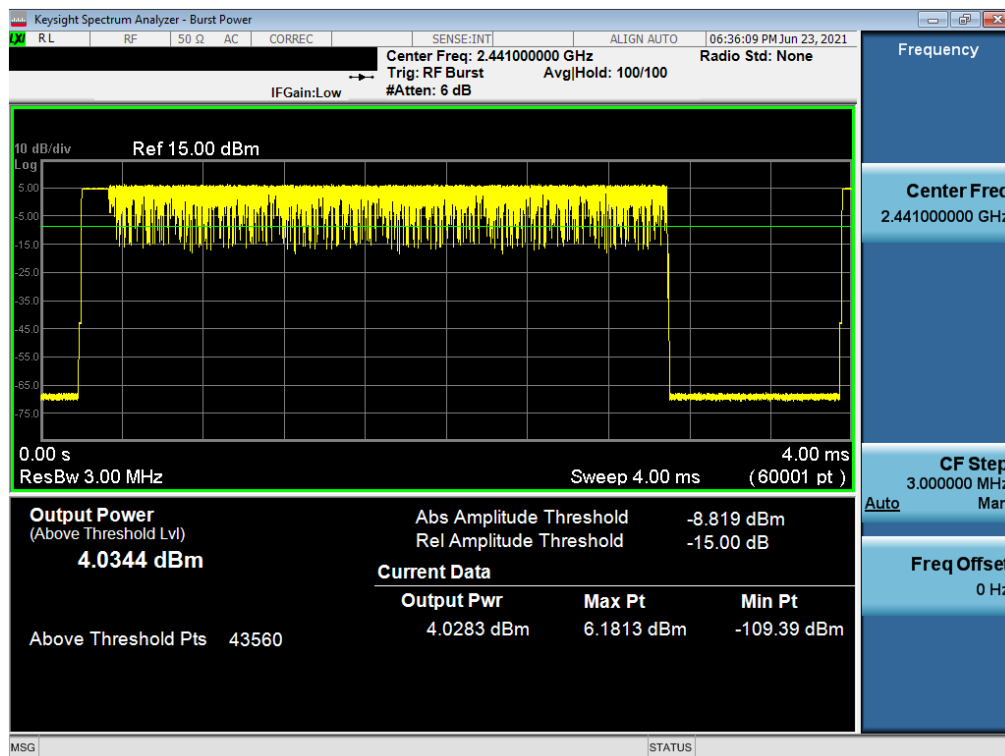 Keysight Spectrum Analyzer - Burst Power
LXI RL RF 50 Ω AC CORREC SENSE:INT ALIGN AUTO 06:36:09 PM Jun 23, 2021
Center Freq: 2.441000000 GHz Radio Std: None
Trig: RF Burst Avg|Hold: 100/100
IFGain:Low #Atten: 6 dB
Frequency
10 dB/div Ref 15.00 dBm
Log
5.00
-5.00
-15.0
-25.0
-35.0
-45.0
-55.0
-65.0
-75.0
0.00 s 4.00 ms
ResBw 3.00 MHz Sweep 4.00 ms (60001 pt)
Center Freq
2.441000000 GHz
CF Step
3.000000 MHz
Auto Man
Freq Offset
0 Hz
Output Power
(Above Threshold Lvl)
4.0344 dBm
Above Threshold Pts 43560
Abs Amplitude Threshold -8.819 dBm
Rel Amplitude Threshold -15.00 dB
Current Data
Output Pwr Max Pt Min Pt
4.0283 dBm 6.1813 dBm -109.39 dBm
MSG STATUS